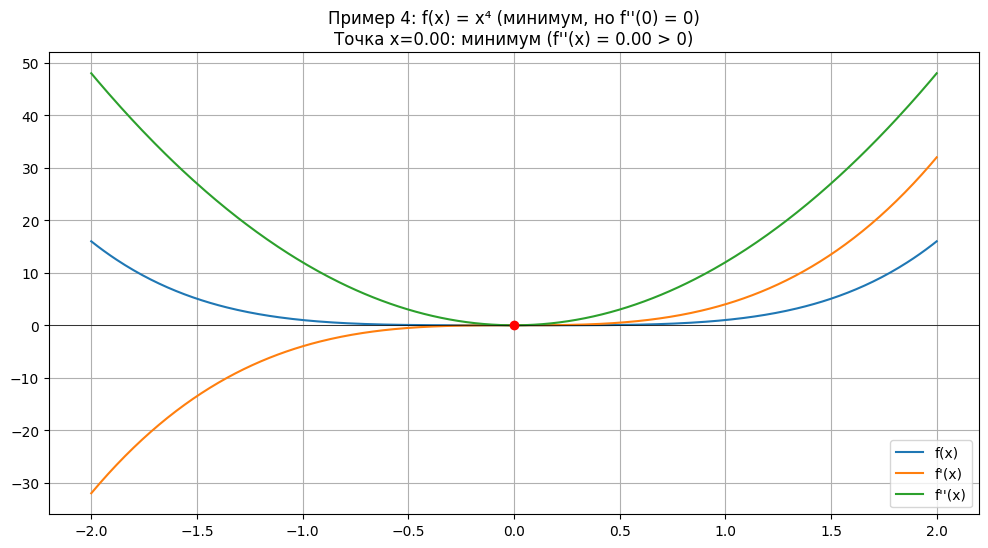 Пример 4: f(x) = x⁴ (минимум, но f''(0) = 0)
Точка x=0.00: минимум (f''(x) = 0.00 > 0)
50
40
30
20
10
0
−10
−20
−30
−2.0 −1.5 −1.0 −0.5 0.0 0.5 1.0 1.5 2.0
f(x)
f'(x)
f''(x)